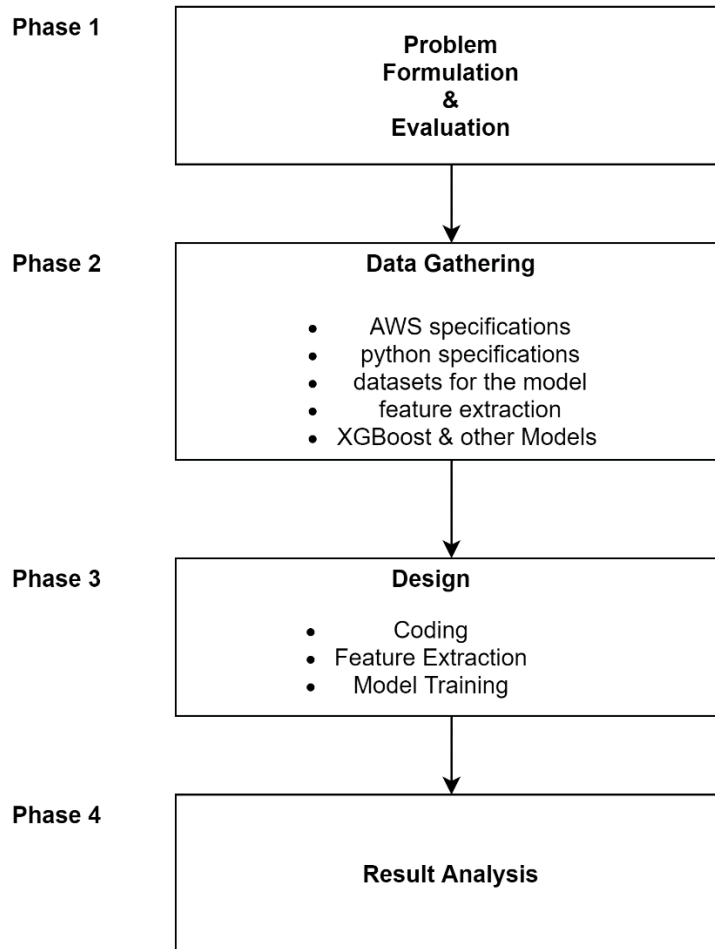 Phase 1
Problem
Formulation
&
Evaluation
Phase 2
Data Gathering
• AWS specifications
• python specifications
• datasets for the model
• feature extraction
• XGBoost & other Models
Phase 3
Design
• Coding
• Feature Extraction
• Model Training
Phase 4
Result Analysis